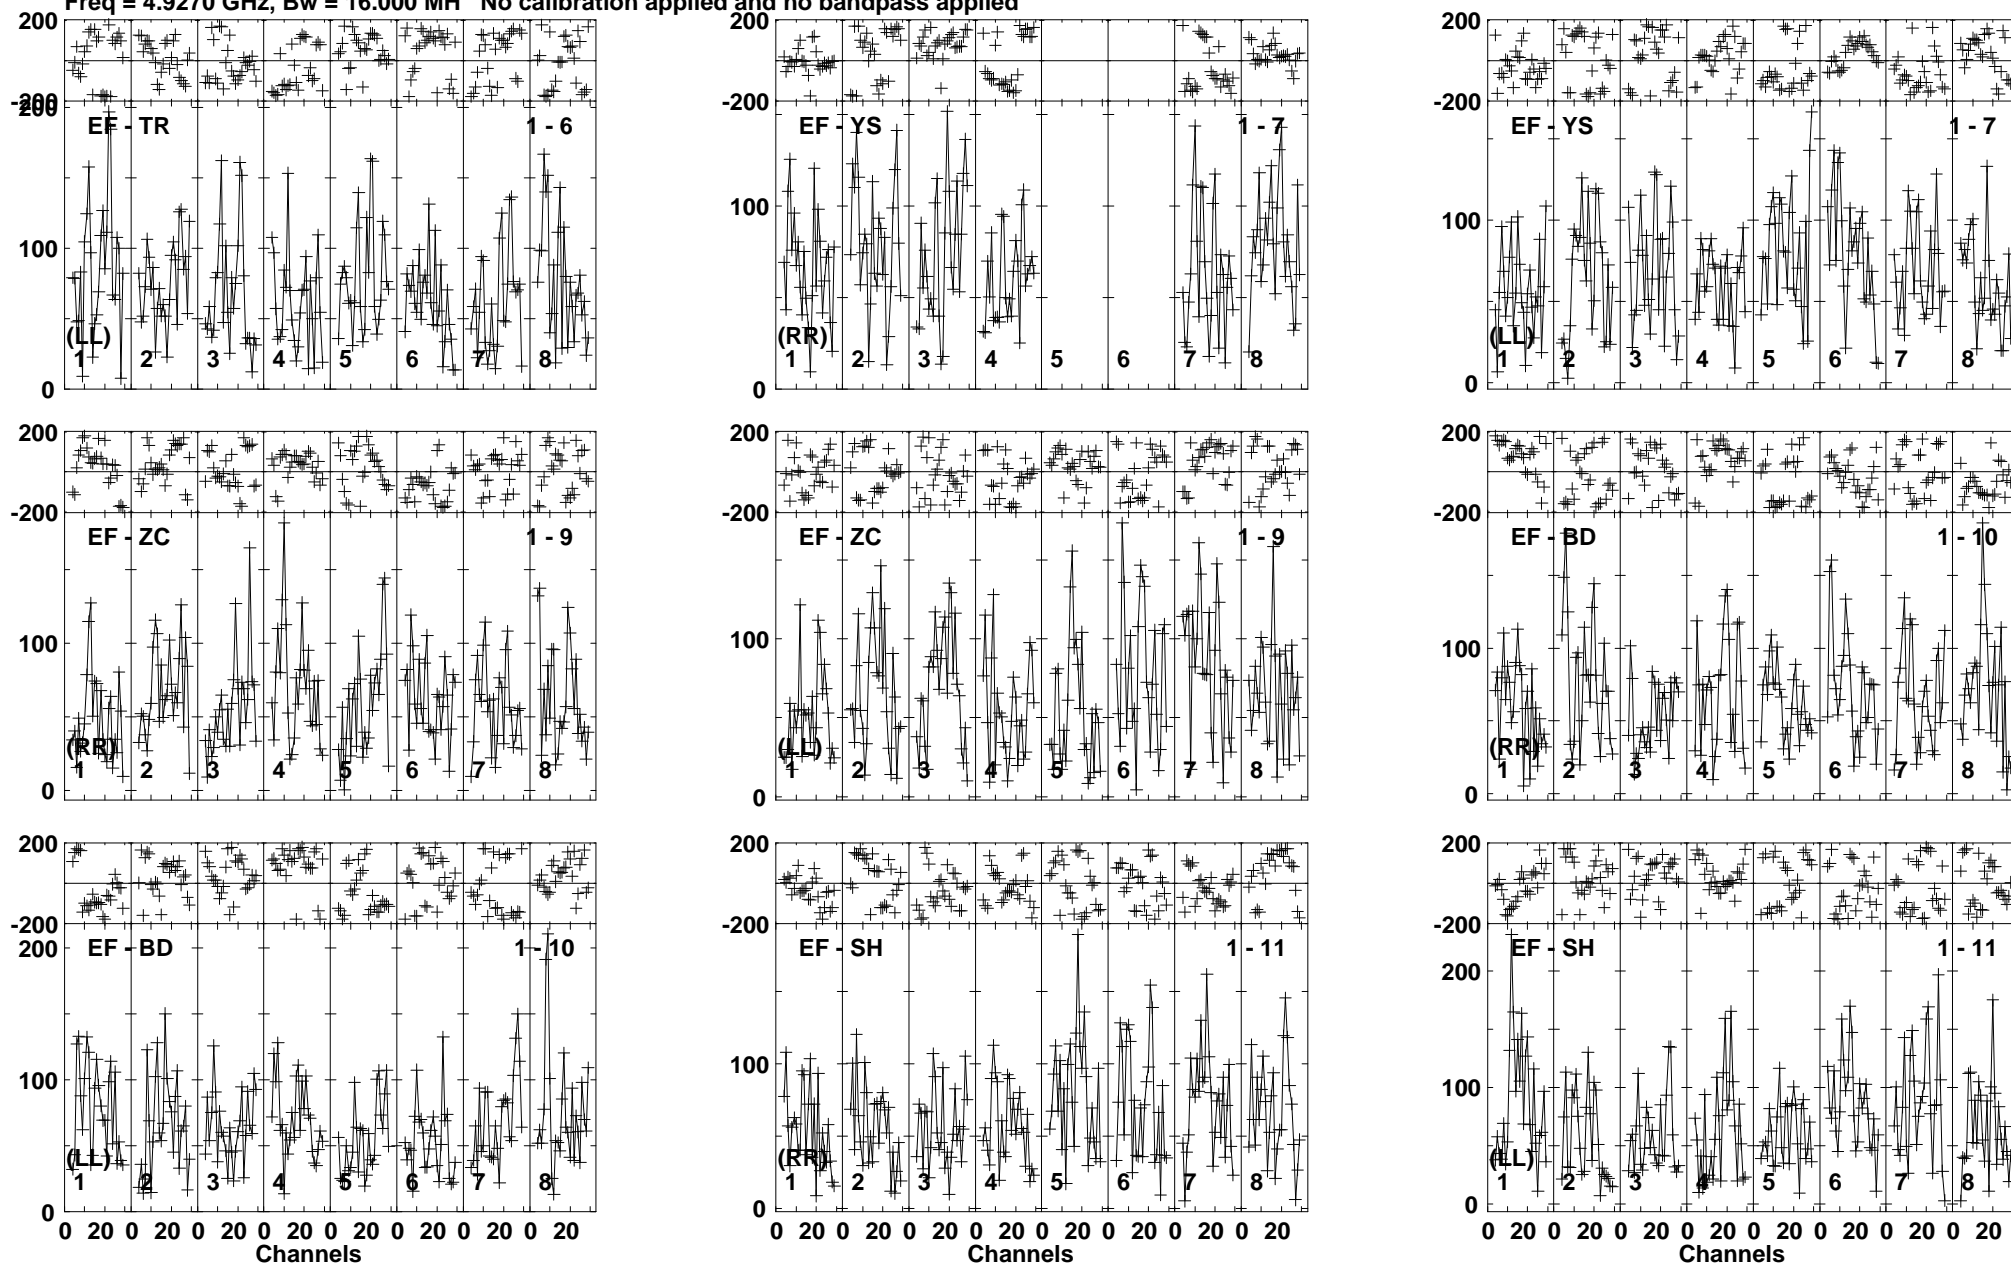 Freq = 4.9270 GHz, Bw = 16.000 MH No calibration applied and no bandpass applied
200
-200
200
100
0
EF - TR
1 - 6
(LL)
1 2 3 4 5 6 7 8
200
-200
100
0
EF - YS
1 - 7
(RR)
1 2 3 4 5 6 7 8
200
-200
100
0
EF - YS
1 - 7
(LL)
1 2 3 4 5 6 7 8
200
-200
100
0
EF - ZC
1 - 9
(RR)
1 2 3 4 5 6 7 8
200
-200
100
0
EF - ZC
1 - 9
(LL)
1 2 3 4 5 6 7 8
200
-200
100
0
EF - BD
1 - 10
(RR)
1 2 3 4 5 6 7 8
200
-200
200
100
0
EF - BD
1 - 10
(LL)
1 2 3 4 5 6 7 8
0 20 0 20 0 20 0 20 0 20 0 20 0 20 0 20
Channels
200
-200
100
0
EF - SH
1 - 11
(RR)
1 2 3 4 5 6 7 8
0 20 0 20 0 20 0 20 0 20 0 20 0 20 0 20
Channels
200
-200
200
100
0
EF - SH
1 - 11
(LL)
1 2 3 4 5 6 7 8
0 20 0 20 0 20 0 20 0 20 0 20 0 20 0 20
Channels